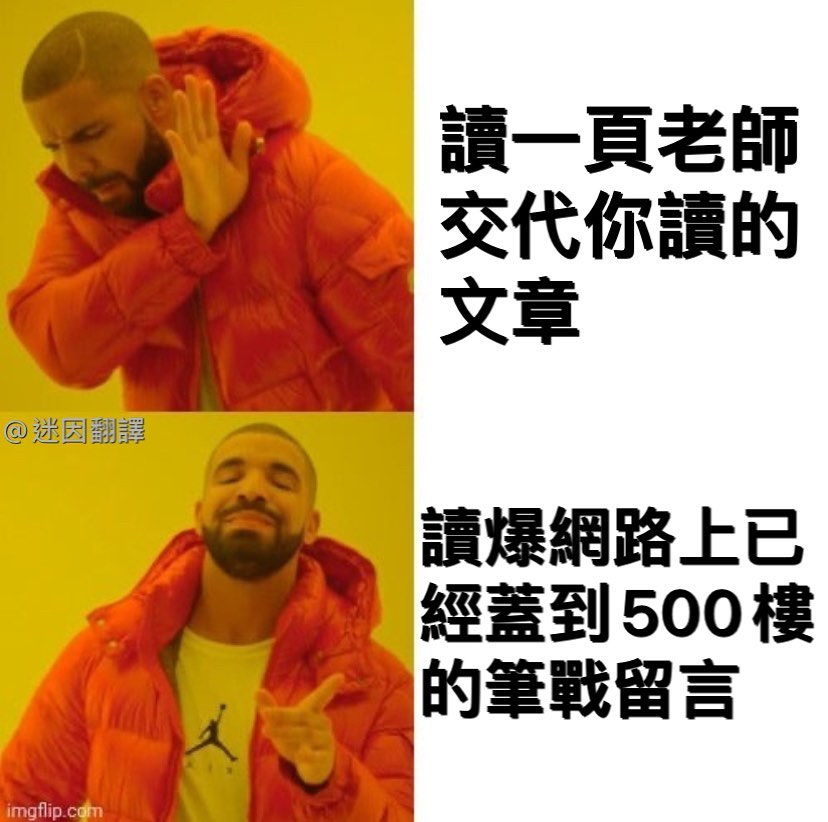 讀一頁老師
交代你讀的
文章
@迷因翻譯
讀爆網路上已
經蓋到500樓
的筆戰留言
imgflip.com